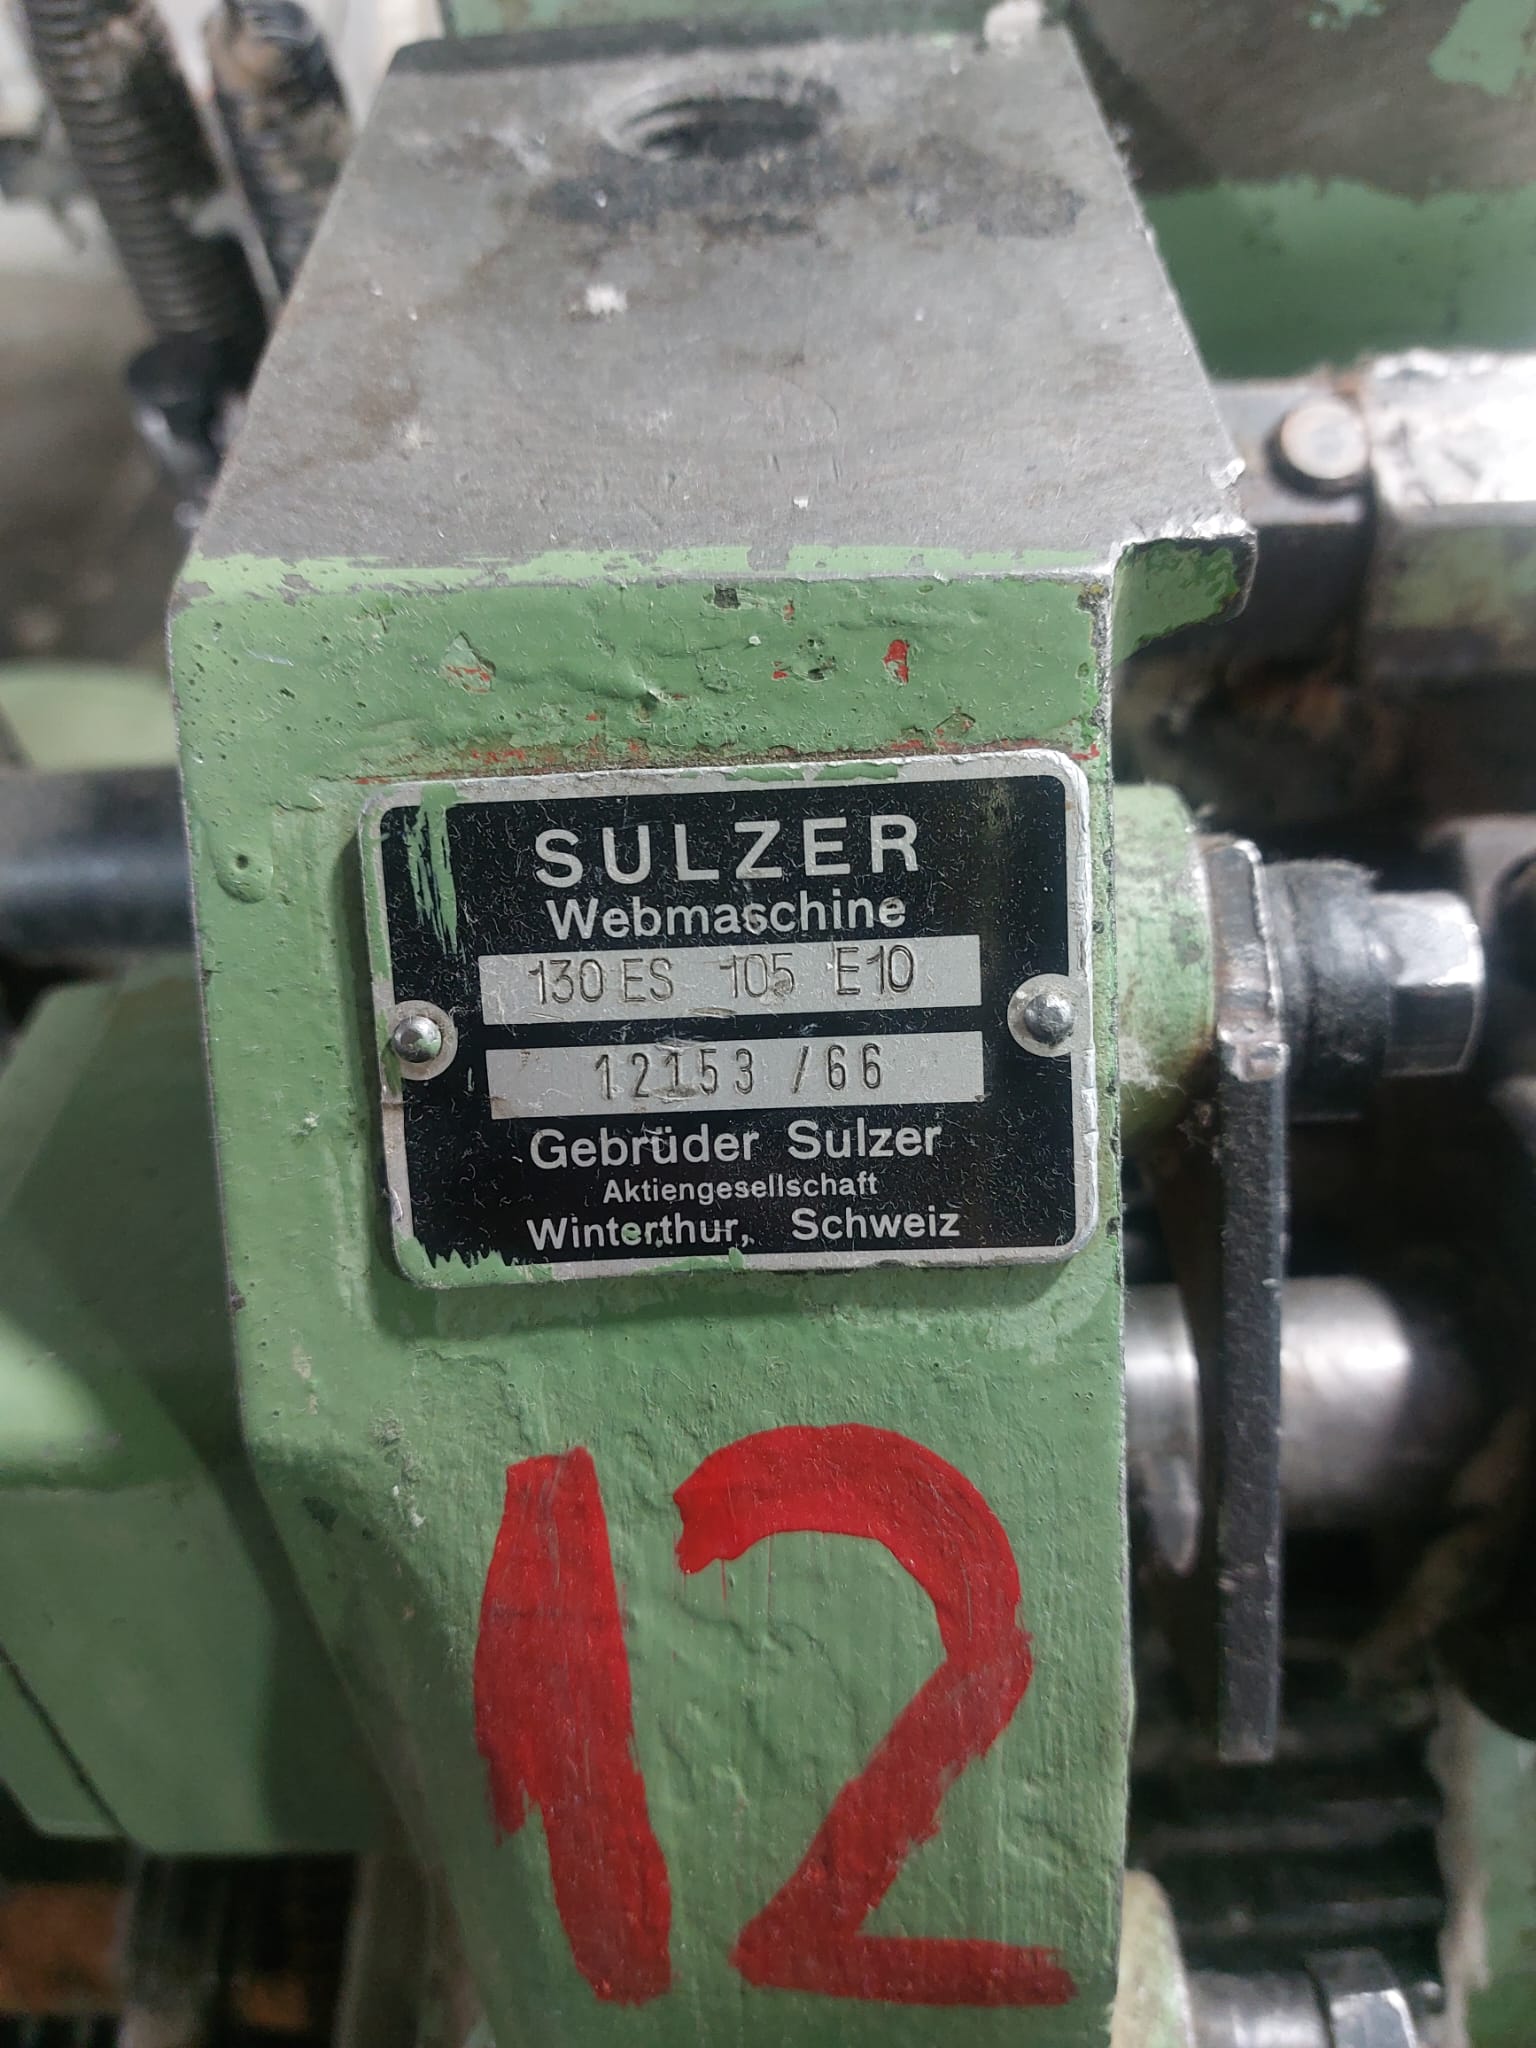 SULZER
Webmaschine
130 ES 105 E10
12153 /66
Gebrüder Sulzer
Aktiengesellschaft
Winterthur, Schweiz
12